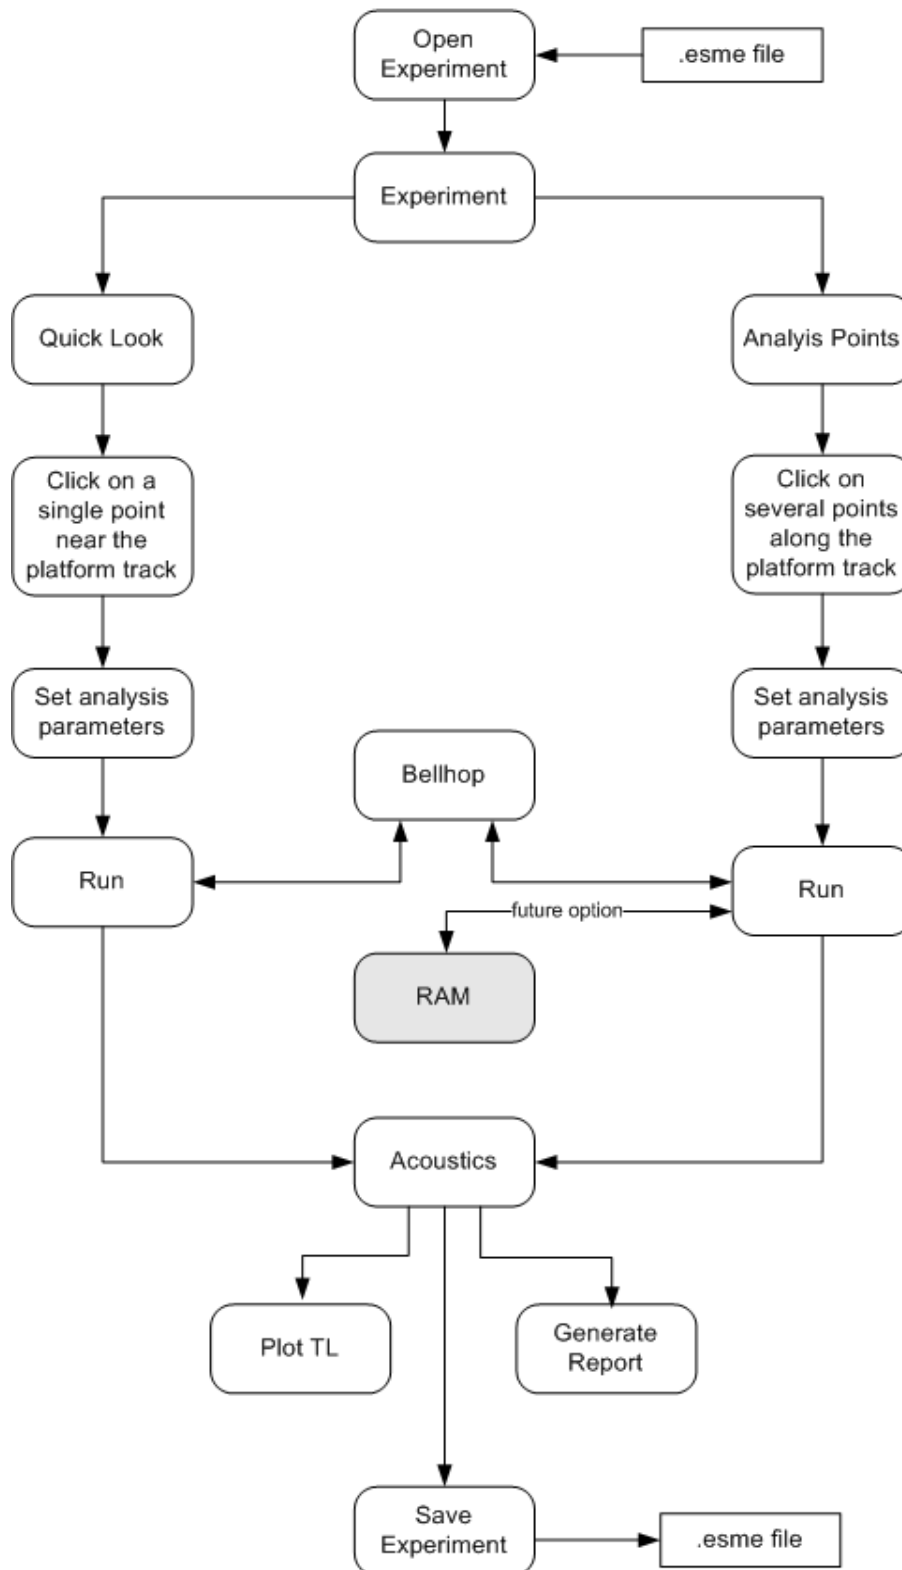 Open
Experiment
.esme file
Experiment
Quick Look
Analyis Points
Click on a
single point
near the
platform track
Click on
several points
along the
platform track
Set analysis
parameters
Set analysis
parameters
Bellhop
Run
Run
future option
RAM
Acoustics
Plot TL
Generate
Report
Save
Experiment
.esme file